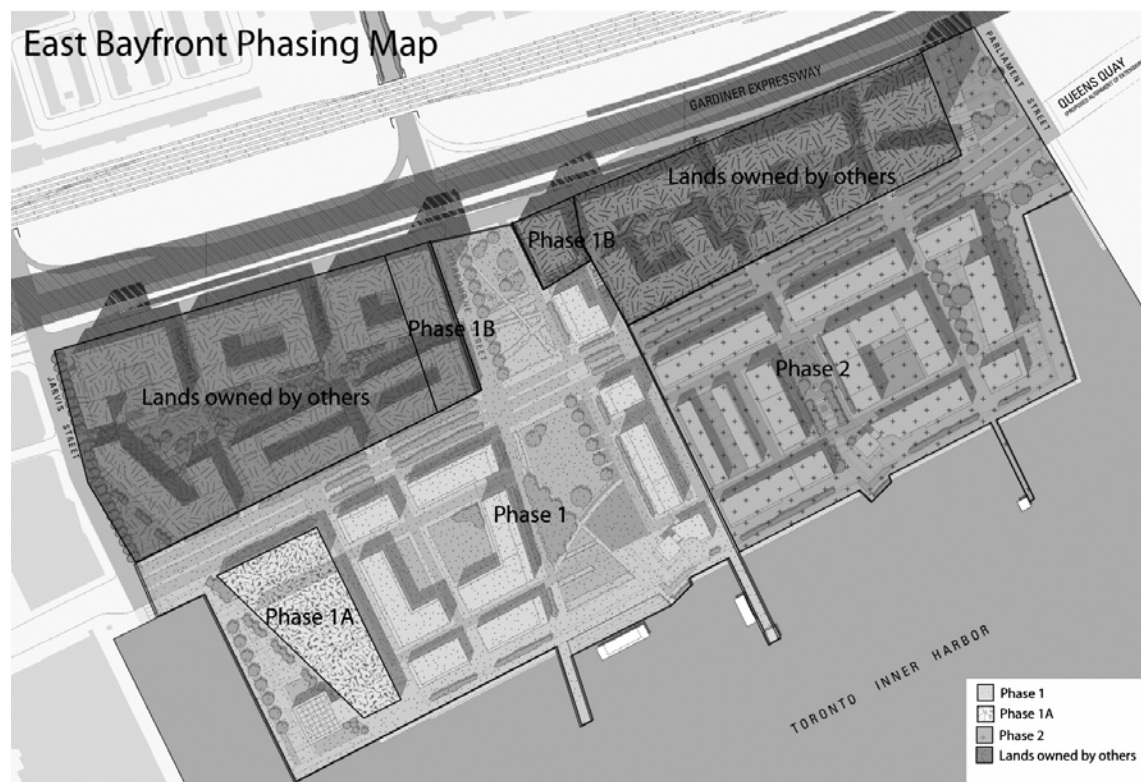 East Bayfront Phasing Map
GARDINER EXPRESSWAY
PARLIAMENT STREET
QUEENS QUAY
Lands owned by others
Phase 1B
Phase 1B
STREET
Lands owned by others
JARVIS STREET
Phase 2
Phase 1
Phase 1A
TORONTO INNER HARBOR
Phase 1
Phase 1A
Phase 2
Lands owned by others